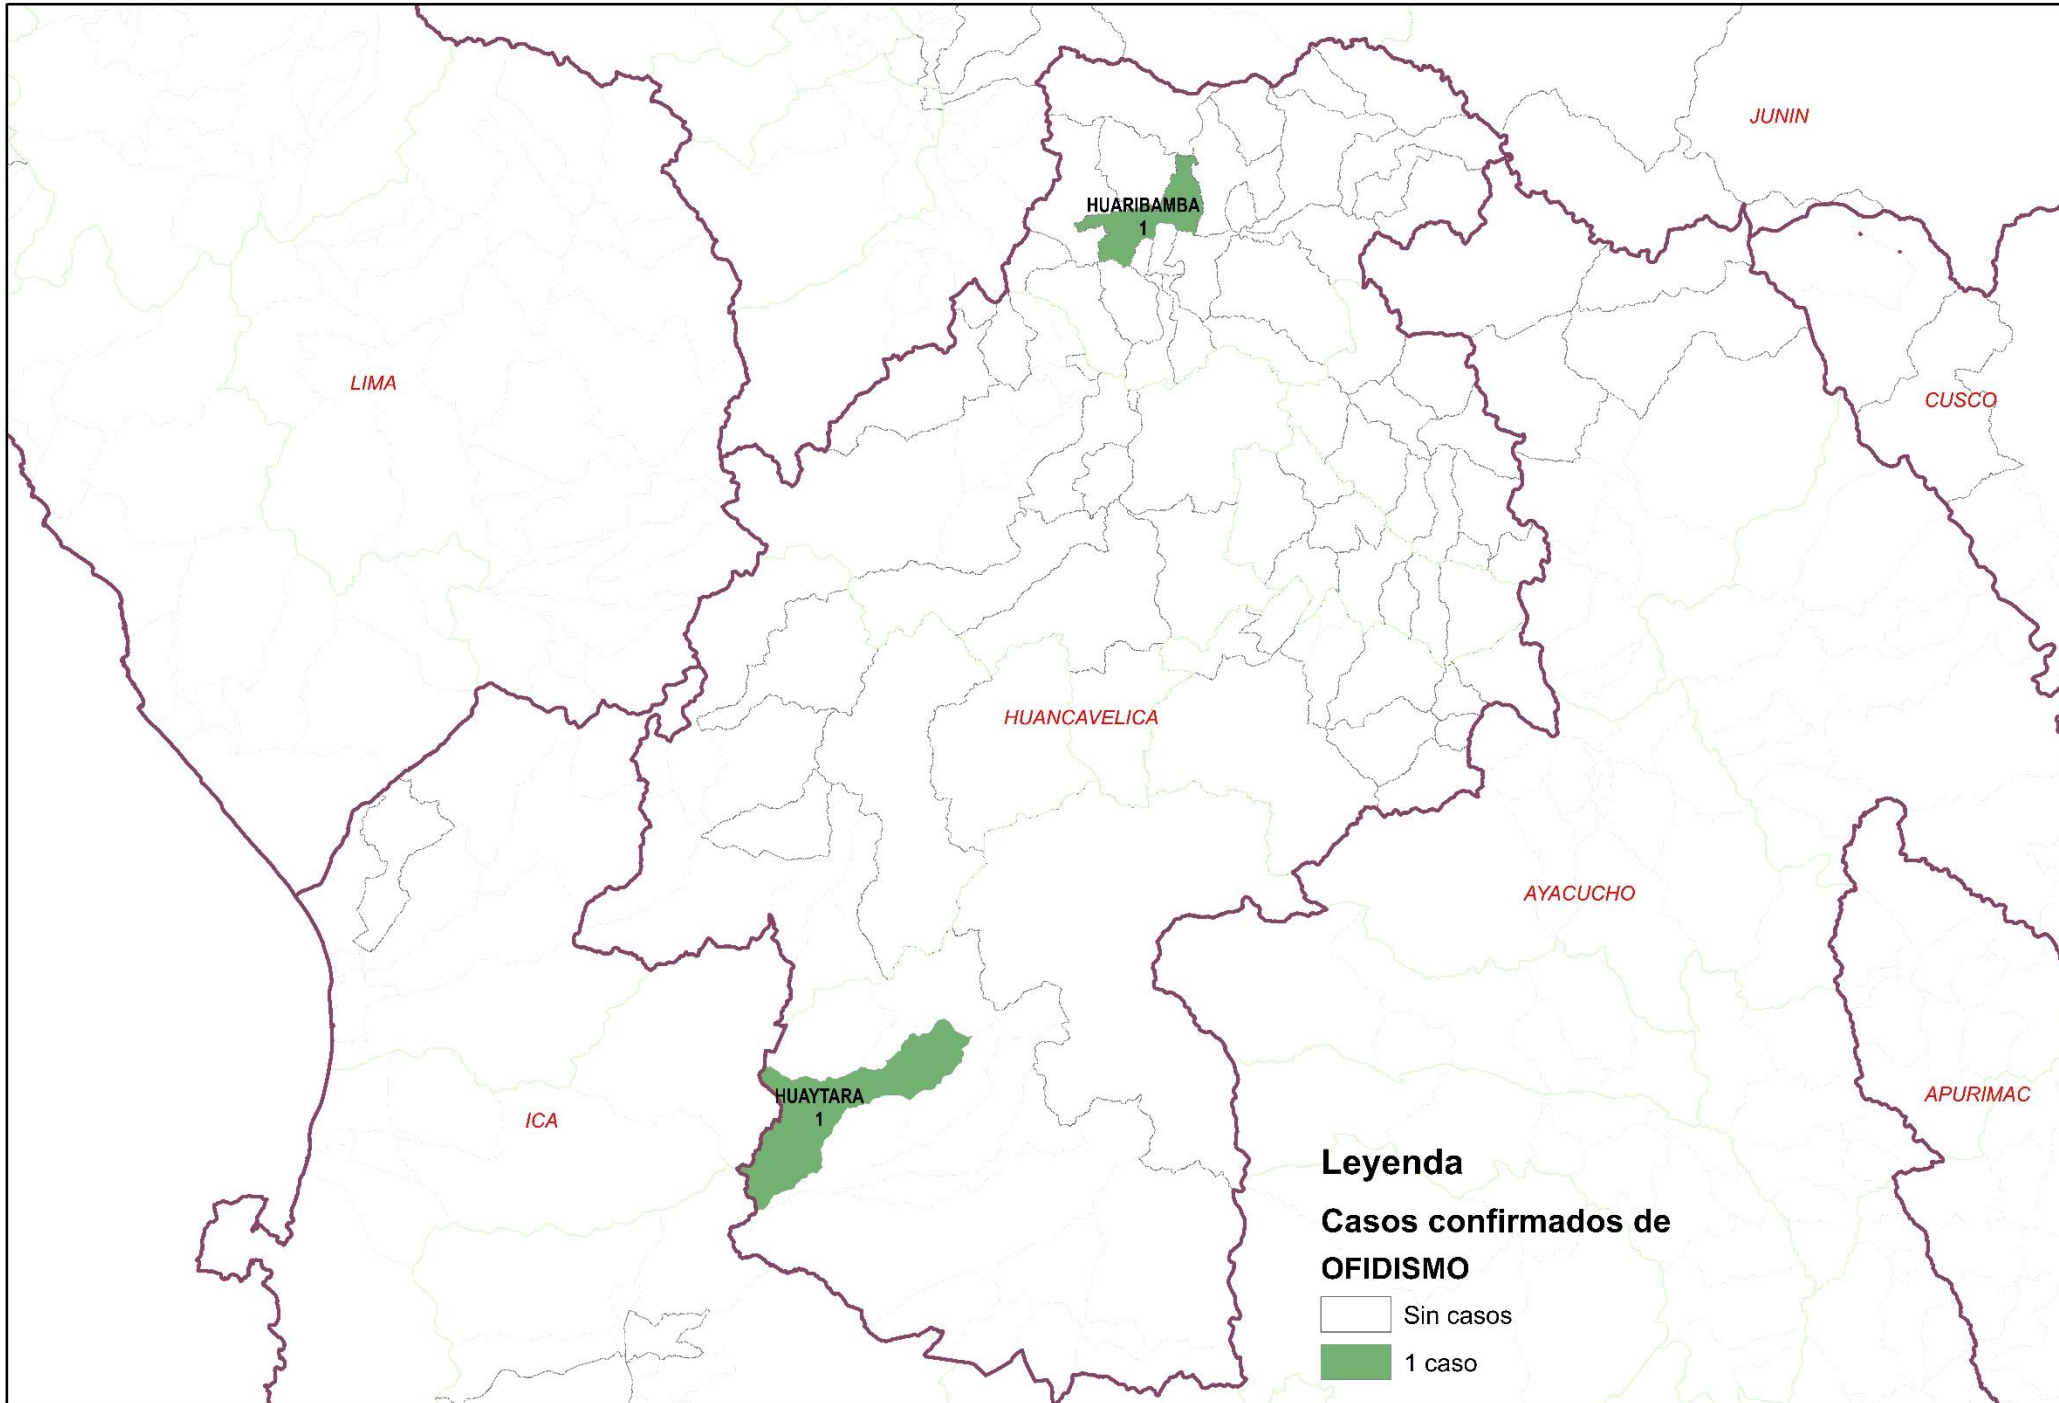 JUNIN
HUARIBAMBA
1
LIMA
CUSCO
HUANCAVELICA
AYACUCHO
HUAYTARA
1
ICA
APURIMAC
Leyenda
Casos confirmados de
OFIDISMO
Sin casos
1 caso